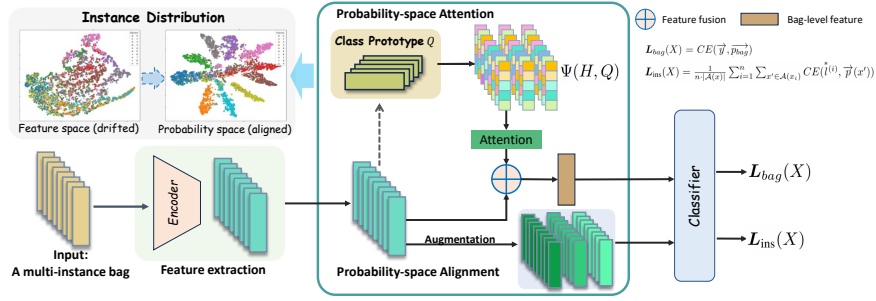 Instance Distribution
Feature space (drifted)
Probability space (aligned)
Input:
A multi-instance bag
Encoder
Feature extraction
Probability-space Attention
Class Prototype Q
Ψ(H, Q)
Attention
Augmentation
Probability-space Alignment
Feature fusion
Bag-level feature
L_bag(X) = CE(y⃗, p⃗_bag)
L_ins(X) = 1/(n·|A(x)|) ∑_{i=1}^{n} ∑_{x′∈A(x_i)} CE(l⃗^{*(i)}, p⃗(x′))
Classifier
L_bag(X)
L_ins(X)